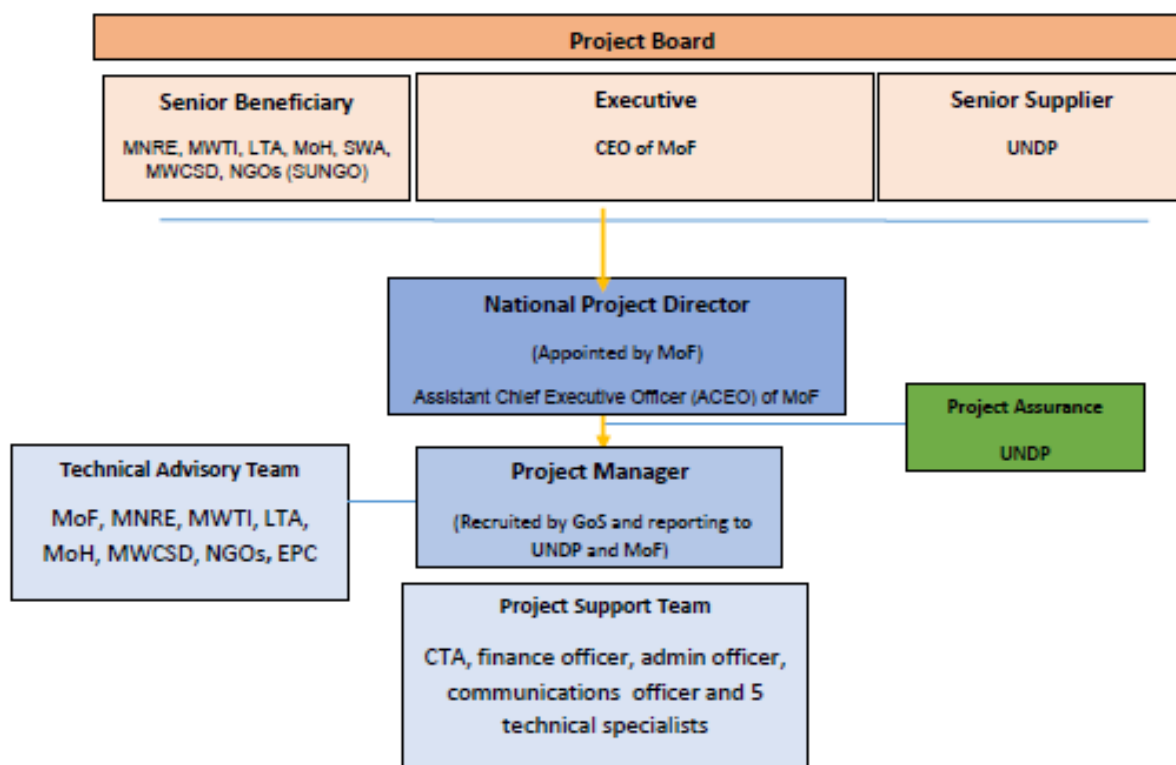 Project Board
Senior Beneficiary
MNRE, MWTI, LTA, MoH, SWA,
MWCSD, NGOs (SUNGO)
Executive
CEO of MoF
Senior Supplier
UNDP
National Project Director
(Appointed by MoF)
Assistant Chief Executive Officer (ACEO) of MoF
Project Assurance
UNDP
Technical Advisory Team
MoF, MNRE, MWTI, LTA,
MoH, MWCSD, NGOs, EPC
Project Manager
(Recruited by GoS and reporting to
UNDP and MoF)
Project Support Team
CTA, finance officer, admin officer,
communications officer and 5
technical specialists